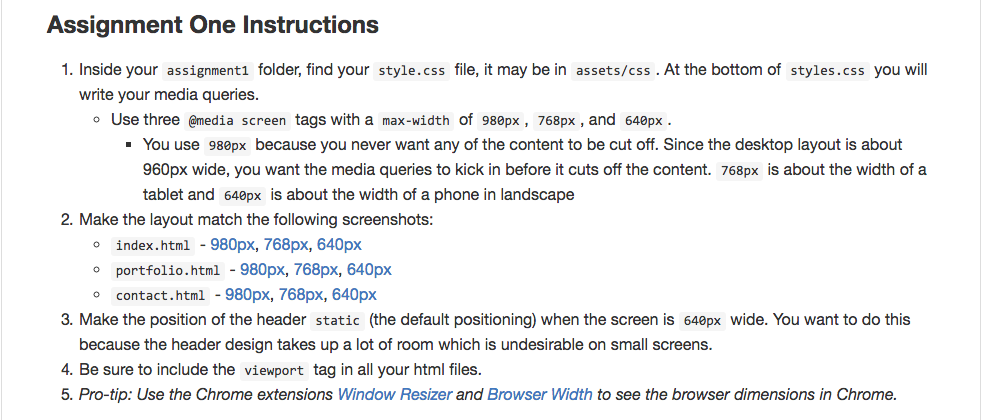 Assignment One Instructions
1. Inside your assignment1 folder, find your style.css file, it may be in assets/css . At the bottom of styles.css you will
write your media queries.
Use three @media screen tags with a max-width of 980px , 768px , and 640px .
You use 980px because you never want any of the content to be cut off. Since the desktop layout is about
960px wide, you want the media queries to kick in before it cuts off the content. 768px is about the width of a
tablet and 640px is about the width of a phone in landscape
2. Make the layout match the following screenshots:
index.html - 980px, 768px, 640px
portfolio.html - 980px, 768px, 640px
contact.html - 980px, 768px, 640px
3. Make the position of the header static (the default positioning) when the screen is 640px wide. You want to do this
because the header design takes up a lot of room which is undesirable on small screens.
4. Be sure to include the viewport tag in all your html files.
5. Pro-tip: Use the Chrome extensions Window Resizer and Browser Width to see the browser dimensions in Chrome.